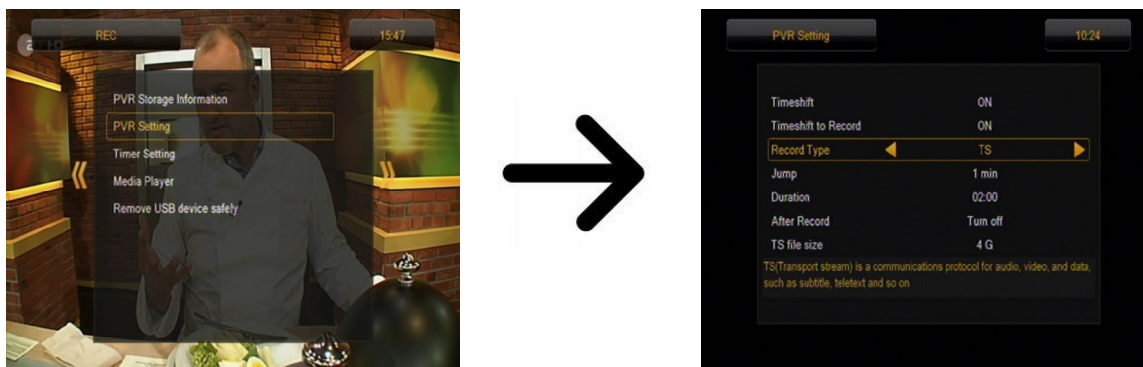 REC
15:47
HD
PVR Storage Information
PVR Setting
Timer Setting
Media Player
Remove USB device safely
PVR Setting
10:24
Timeshift ON
Timeshift to Record ON
Record Type TS
Jump 1 min
Duration 02:00
After Record Turn off
TS file size 4 G
TS(Transport stream) is a communications protocol for audio, video, and data,
such as subtitle, teletext and so on